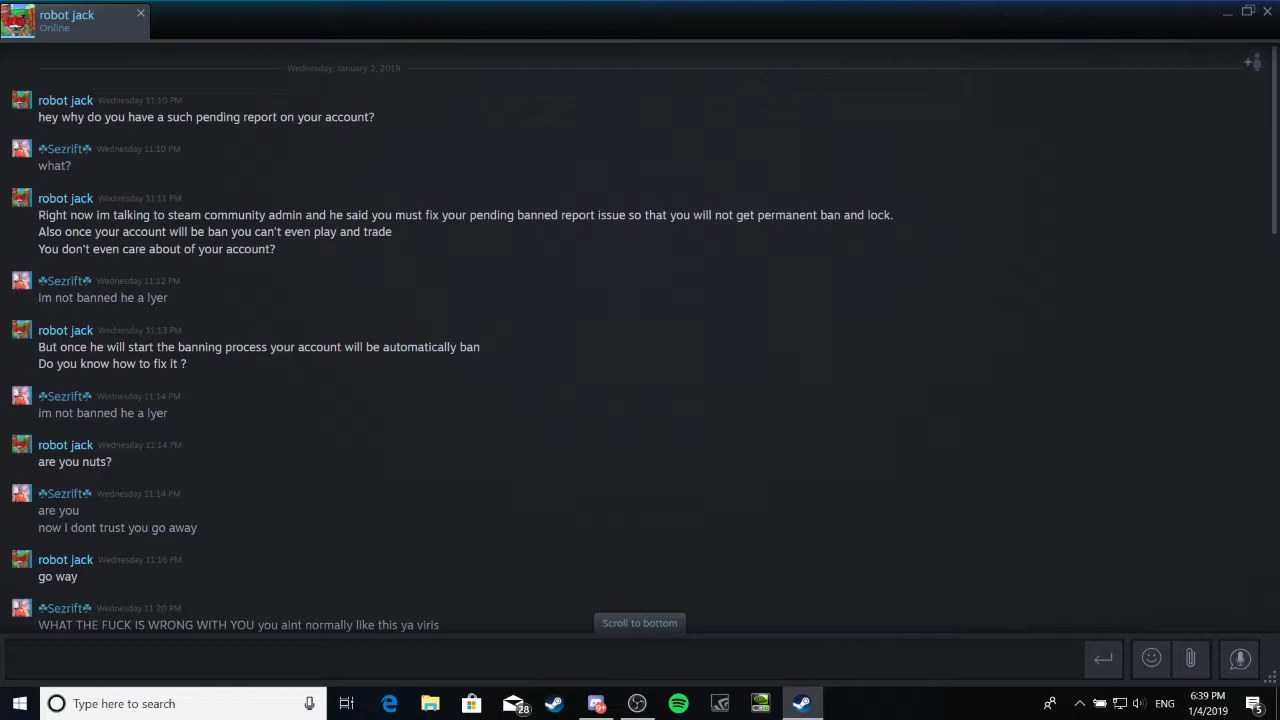 robot jack
Online
Wednesday, January 2, 2019
robot jack Wednesday 11:10 PM
hey why do you have a such pending report on your account?
☘Sezrift☘ Wednesday 11:10 PM
what?
robot jack Wednesday 11:11 PM
Right now im talking to steam community admin and he said you must fix your pending banned report issue so that you will not get permanent ban and lock.
Also once your account will be ban you can't even play and trade
You don't even care about of your account?
☘Sezrift☘ Wednesday 11:12 PM
Im not banned he a lyer
robot jack Wednesday 11:13 PM
But once he will start the banning process your account will be automatically ban
Do you know how to fix it ?
☘Sezrift☘ Wednesday 11:14 PM
im not banned he a lyer
robot jack Wednesday 11:14 PM
are you nuts?
☘Sezrift☘ Wednesday 11:14 PM
are you
now i dont trust you go away
robot jack Wednesday 11:16 PM
go way
☘Sezrift☘ Wednesday 11:20 PM
WHAT THE FUCK IS WRONG WITH YOU you aint normally like this ya viris
Scroll to bottom
Type here to search
28
9+
ENG
6:39 PM
1/4/2019
5